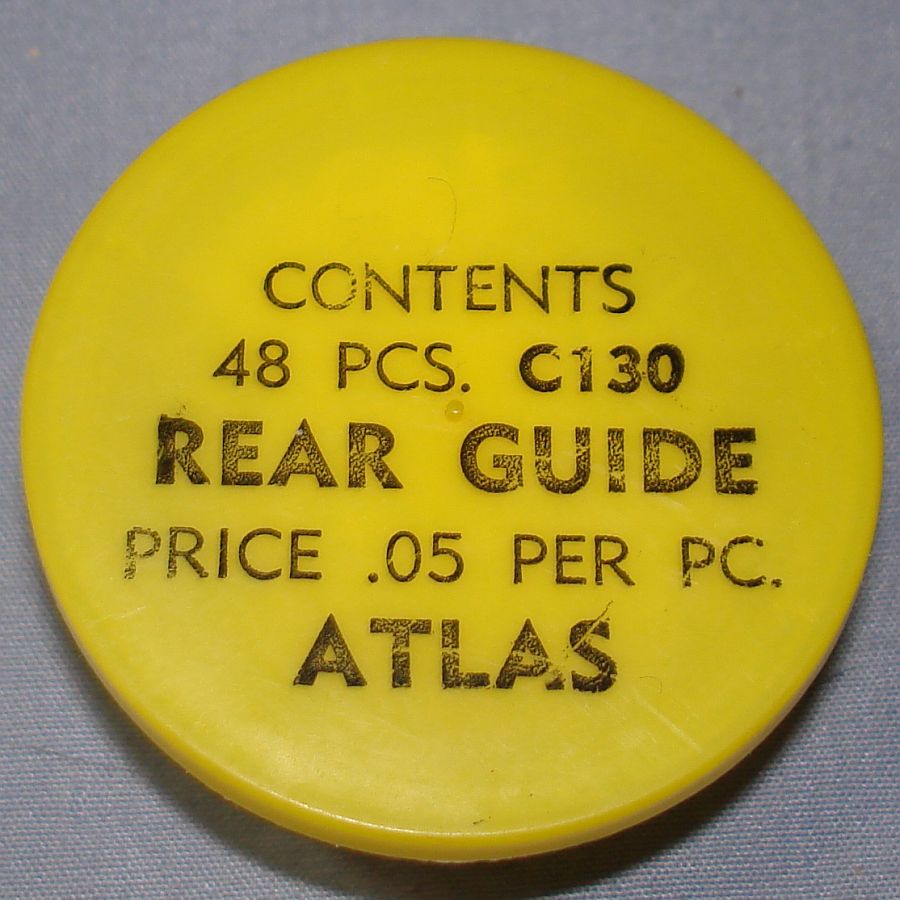 CONTENTS
48 PCS. C130
REAR GUIDE
PRICE .05 PER PC.
ATLAS